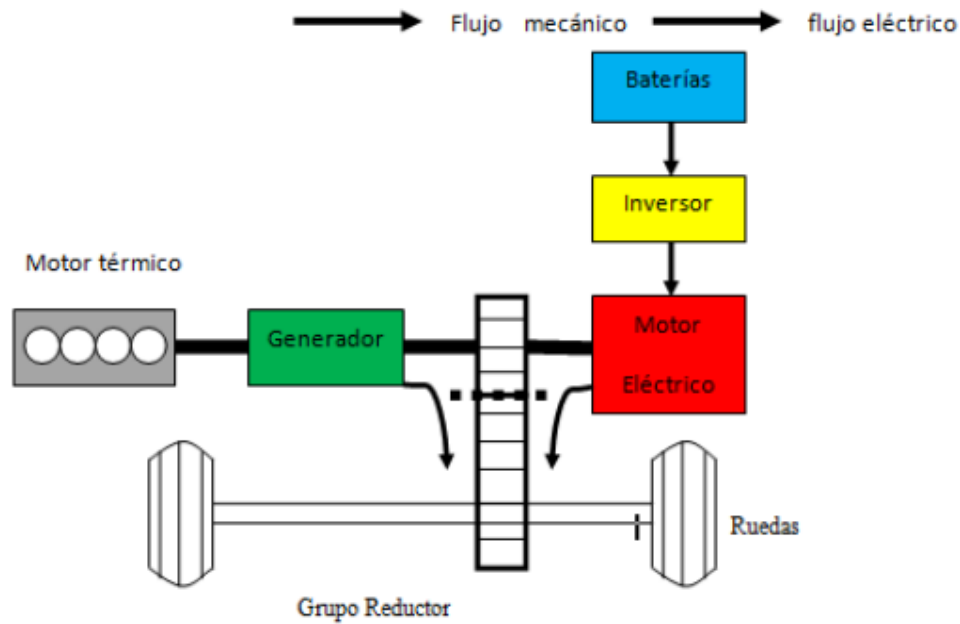 Flujo mecánico flujo eléctrico
Baterías
Inversor
Motor térmico
Generador
Motor
Eléctrico
Ruedas
Grupo Reductor